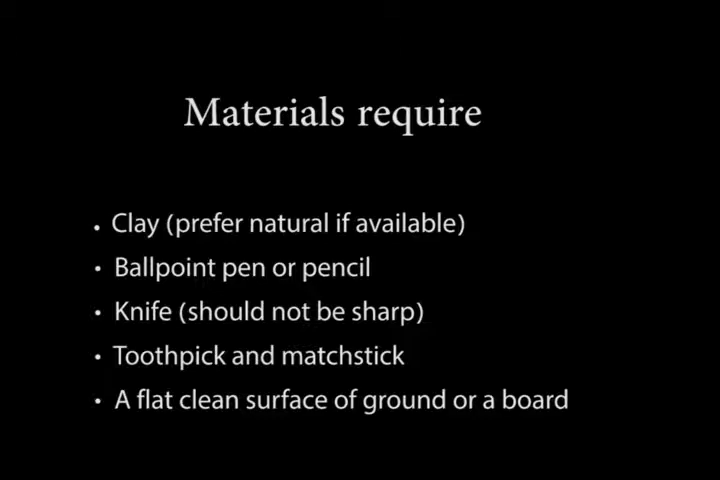 Materials require
• Clay (prefer natural if available)
• Ballpoint pen or pencil
• Knife (should not be sharp)
• Toothpick and matchstick
• A flat clean surface of ground or a board